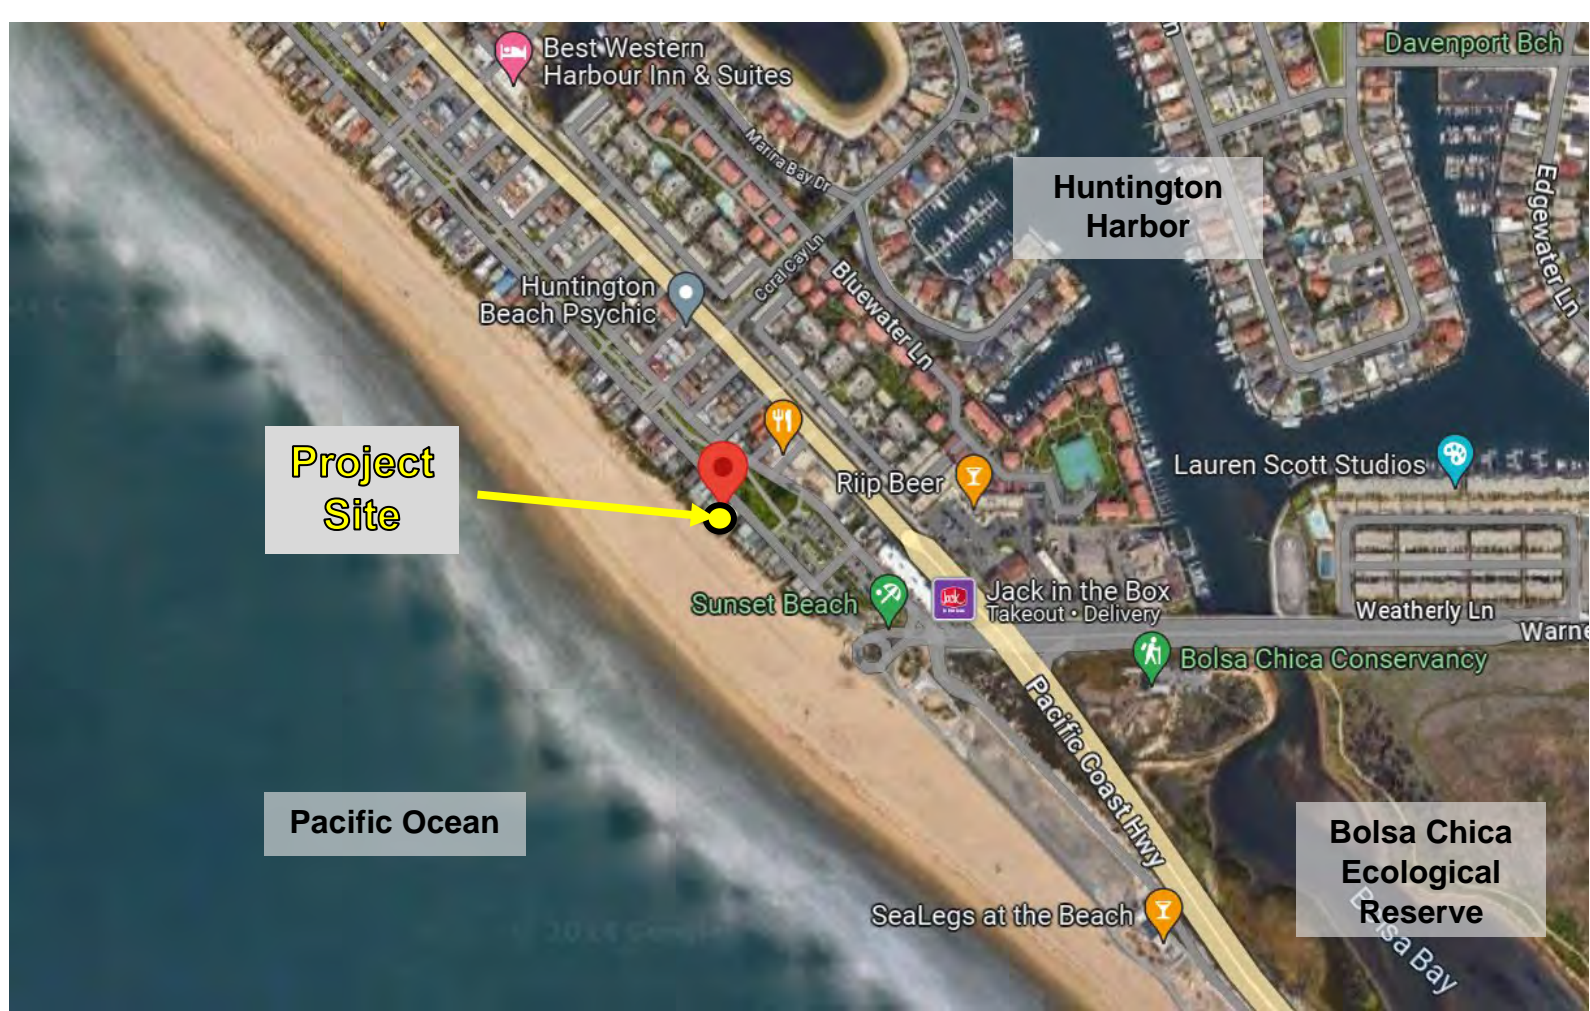 Best Western
Harbour Inn & Suites
Davenport Bch
Marina Bay Dr
Huntington
Harbor
Edgewater Ln
Coral Cay Ln
Bluewater Ln
Huntington
Beach Psychic
Project
Site
Riip Beer
Lauren Scott Studios
Sunset Beach
Jack in the Box
Takeout • Delivery
Weatherly Ln
Warne
Bolsa Chica Conservancy
Pacific Coast Hwy
Pacific Ocean
Bolsa Chica
Ecological
Reserve
Bolsa Bay
SeaLegs at the Beach